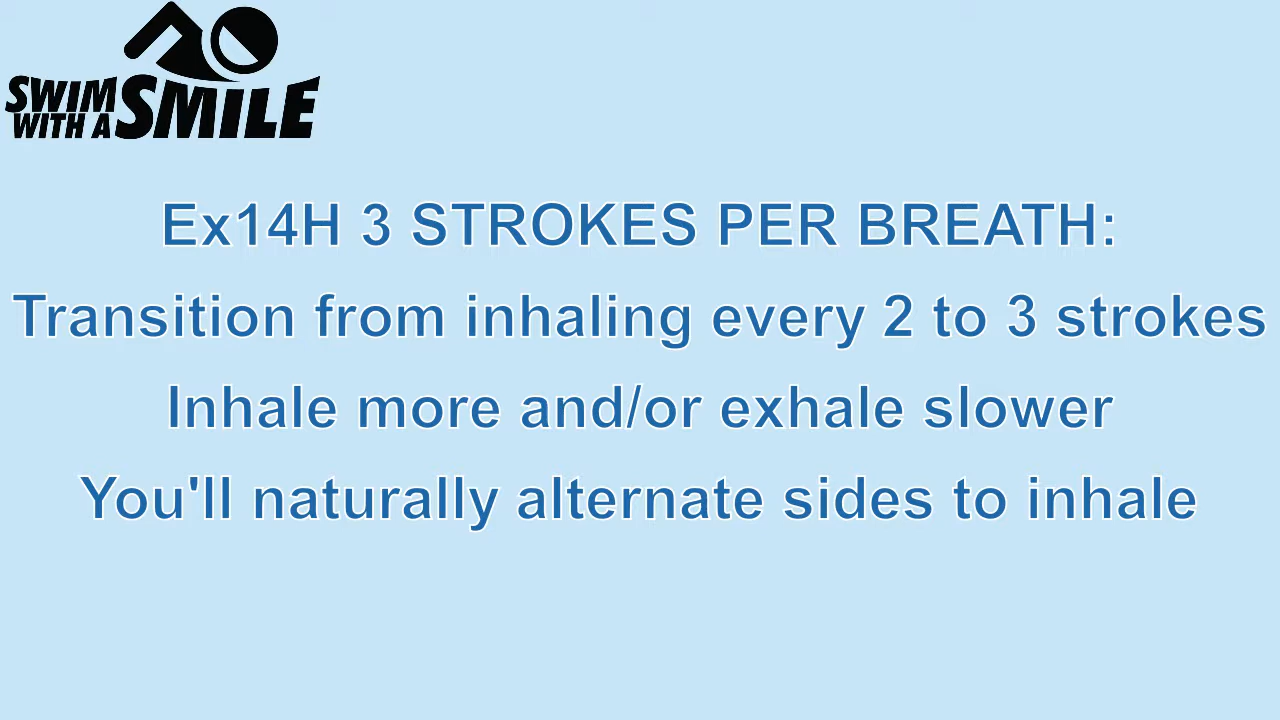 SWIM
WITH A SMILE
Ex14H 3 STROKES PER BREATH:
Transition from inhaling every 2 to 3 strokes
Inhale more and/or exhale slower
You'll naturally alternate sides to inhale